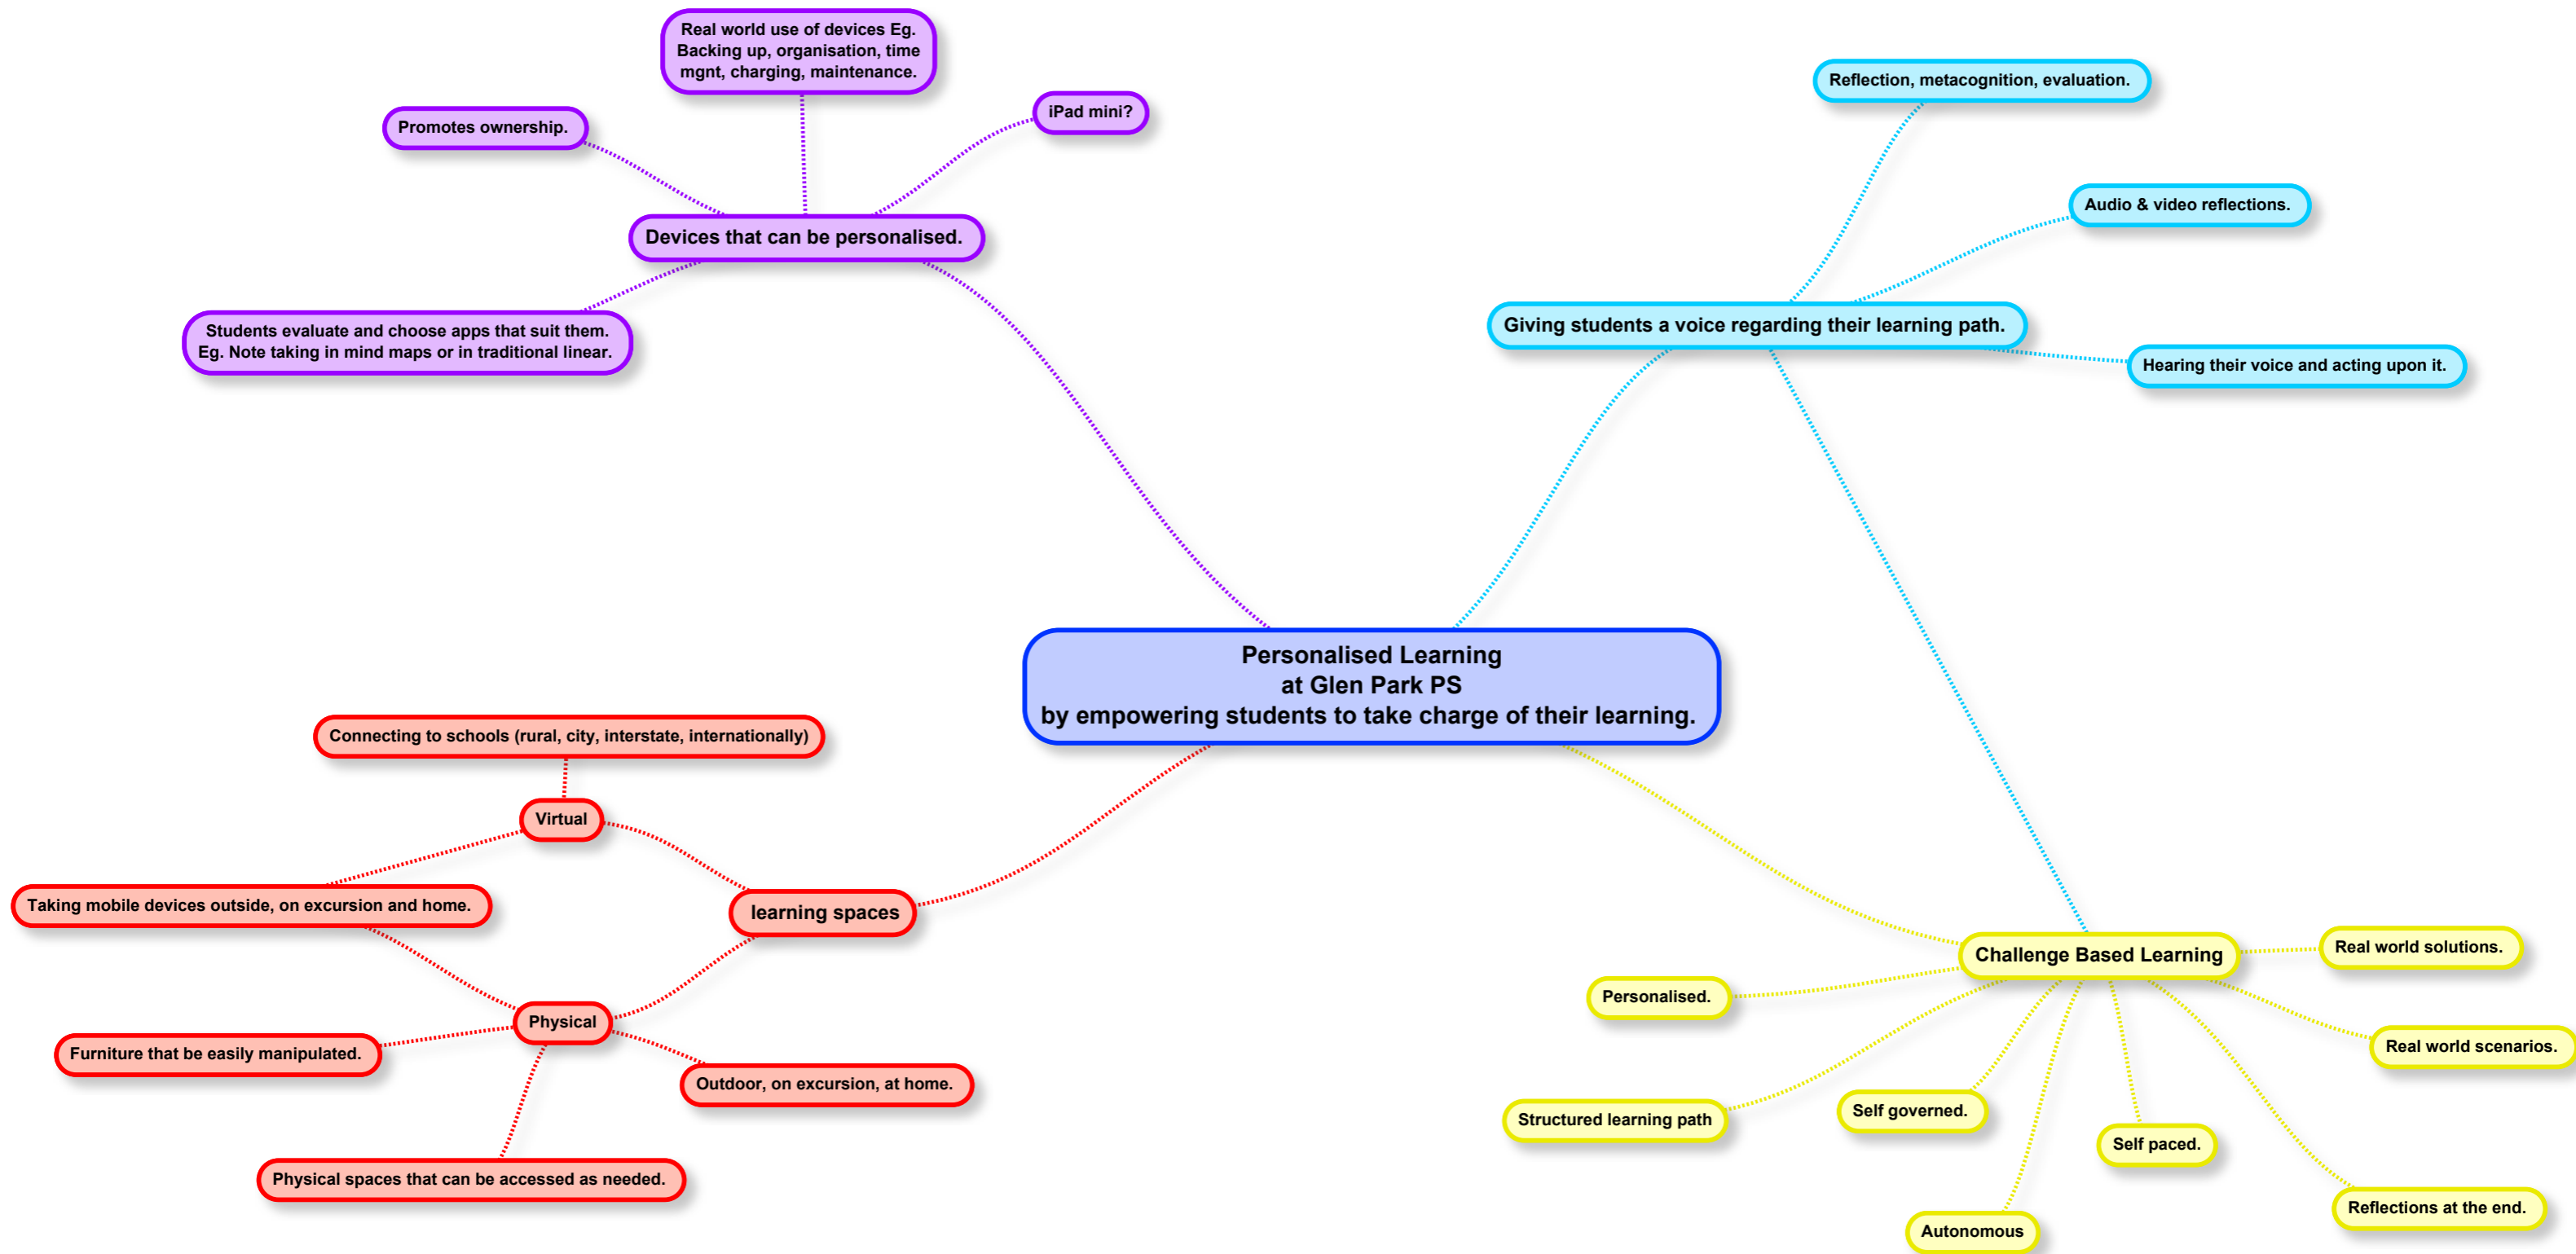 Real world use of devices Eg.
Backing up, organisation, time
mgnt, charging, maintenance.
Promotes ownership.
iPad mini?
Devices that can be personalised.
Students evaluate and choose apps that suit them.
Eg. Note taking in mind maps or in traditional linear.
Reflection, metacognition, evaluation.
Audio & video reflections.
Giving students a voice regarding their learning path.
Hearing their voice and acting upon it.
Personalised Learning
at Glen Park PS
by empowering students to take charge of their learning.
Connecting to schools (rural, city, interstate, internationally)
Virtual
Taking mobile devices outside, on excursion and home.
learning spaces
Physical
Furniture that be easily manipulated.
Outdoor, on excursion, at home.
Physical spaces that can be accessed as needed.
Challenge Based Learning
Real world solutions.
Personalised.
Real world scenarios.
Structured learning path
Self governed.
Self paced.
Reflections at the end.
Autonomous